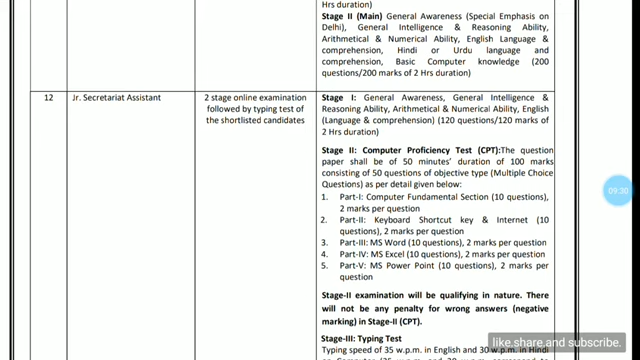 Hrs duration)
Stage II (Main) General Awareness (Special Emphasis on
Delhi), General Intelligence & Reasoning Ability,
Arithmetical & Numerical Ability, English Language &
comprehension, Hindi or Urdu language and
comprehension, Basic Computer knowledge (200
questions/200 marks of 2 Hrs duration)
12
Jr. Secretariat Assistant
2 stage online examination
followed by typing test of
the shortlisted candidates
Stage I: General Awareness, General Intelligence &
Reasoning Ability, Arithmetical & Numerical Ability, English
(Language & comprehension) (120 questions/120 marks of
2 Hrs duration)
Stage II: Computer Proficiency Test (CPT):The question
paper shall be of 50 minutes' duration of 100 marks
consisting of 50 questions of objective type (Multiple Choice
Questions) as per detail given below:
1. Part-I: Computer Fundamental Section (10 questions),
2 marks per question
2. Part-II: Keyboard Shortcut key & Internet (10
questions), 2 marks per question
3. Part-III: MS Word (10 questions), 2 marks per question
4. Part-IV: MS Excel (10 questions), 2 marks per question
5. Part-V: MS Power Point (10 questions), 2 marks per
question
Stage-II examination will be qualifying in nature. There
will not be any penalty for wrong answers (negative
marking) in Stage-II (CPT).
Stage-III: Typing Test
Typing speed of 35 w.p.m. in English and 30 w.p.m. in Hindi
09:30
like,share,and subscribe.